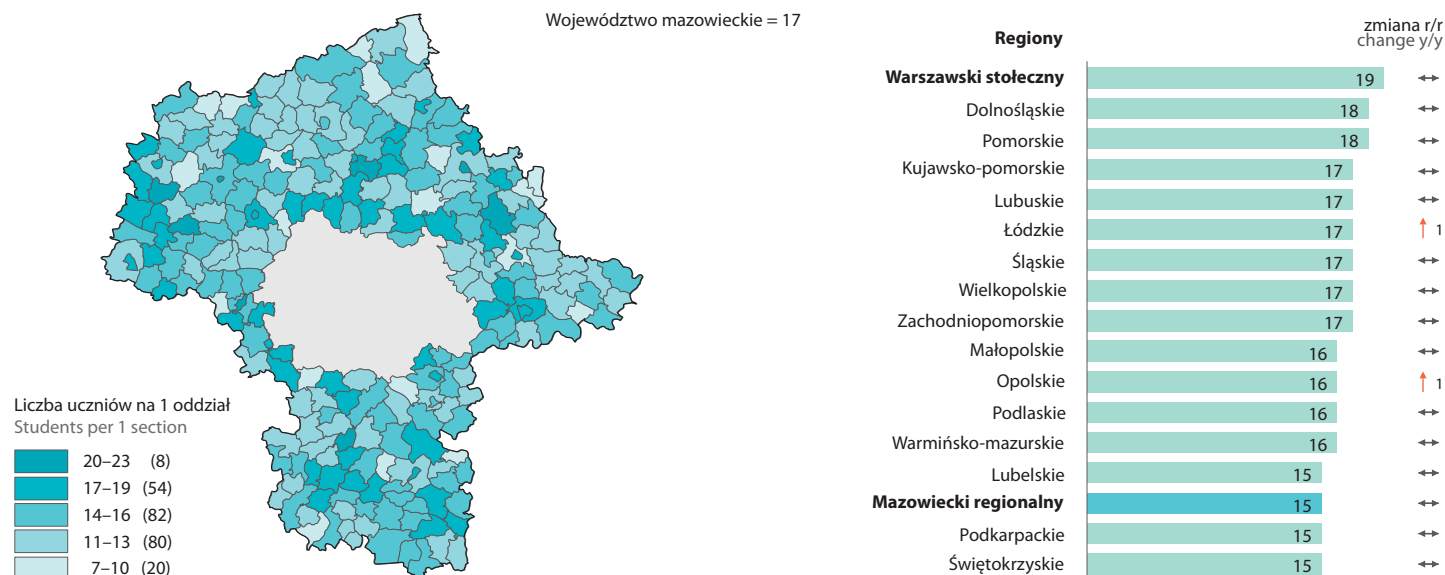 Województwo mazowieckie = 17
Liczba uczniów na 1 oddział
Students per 1 section
20–23 (8)
17–19 (54)
14–16 (82)
11–13 (80)
7–10 (20)
Regiony zmiana r/r
change y/y
Warszawski stołeczny 19 ↔
Dolnośląskie 18 ↔
Pomorskie 18 ↔
Kujawsko-pomorskie 17 ↔
Lubuskie 17 ↔
Łódzkie 17 ↑ 1
Śląskie 17 ↔
Wielkopolskie 17 ↔
Zachodniopomorskie 17 ↔
Małopolskie 16 ↔
Opolskie 16 ↑ 1
Podlaskie 16 ↔
Warmińsko-mazurskie 16 ↔
Lubelskie 15 ↔
Mazowiecki regionalny 15 ↔
Podkarpackie 15 ↔
Świętokrzyskie 15 ↔